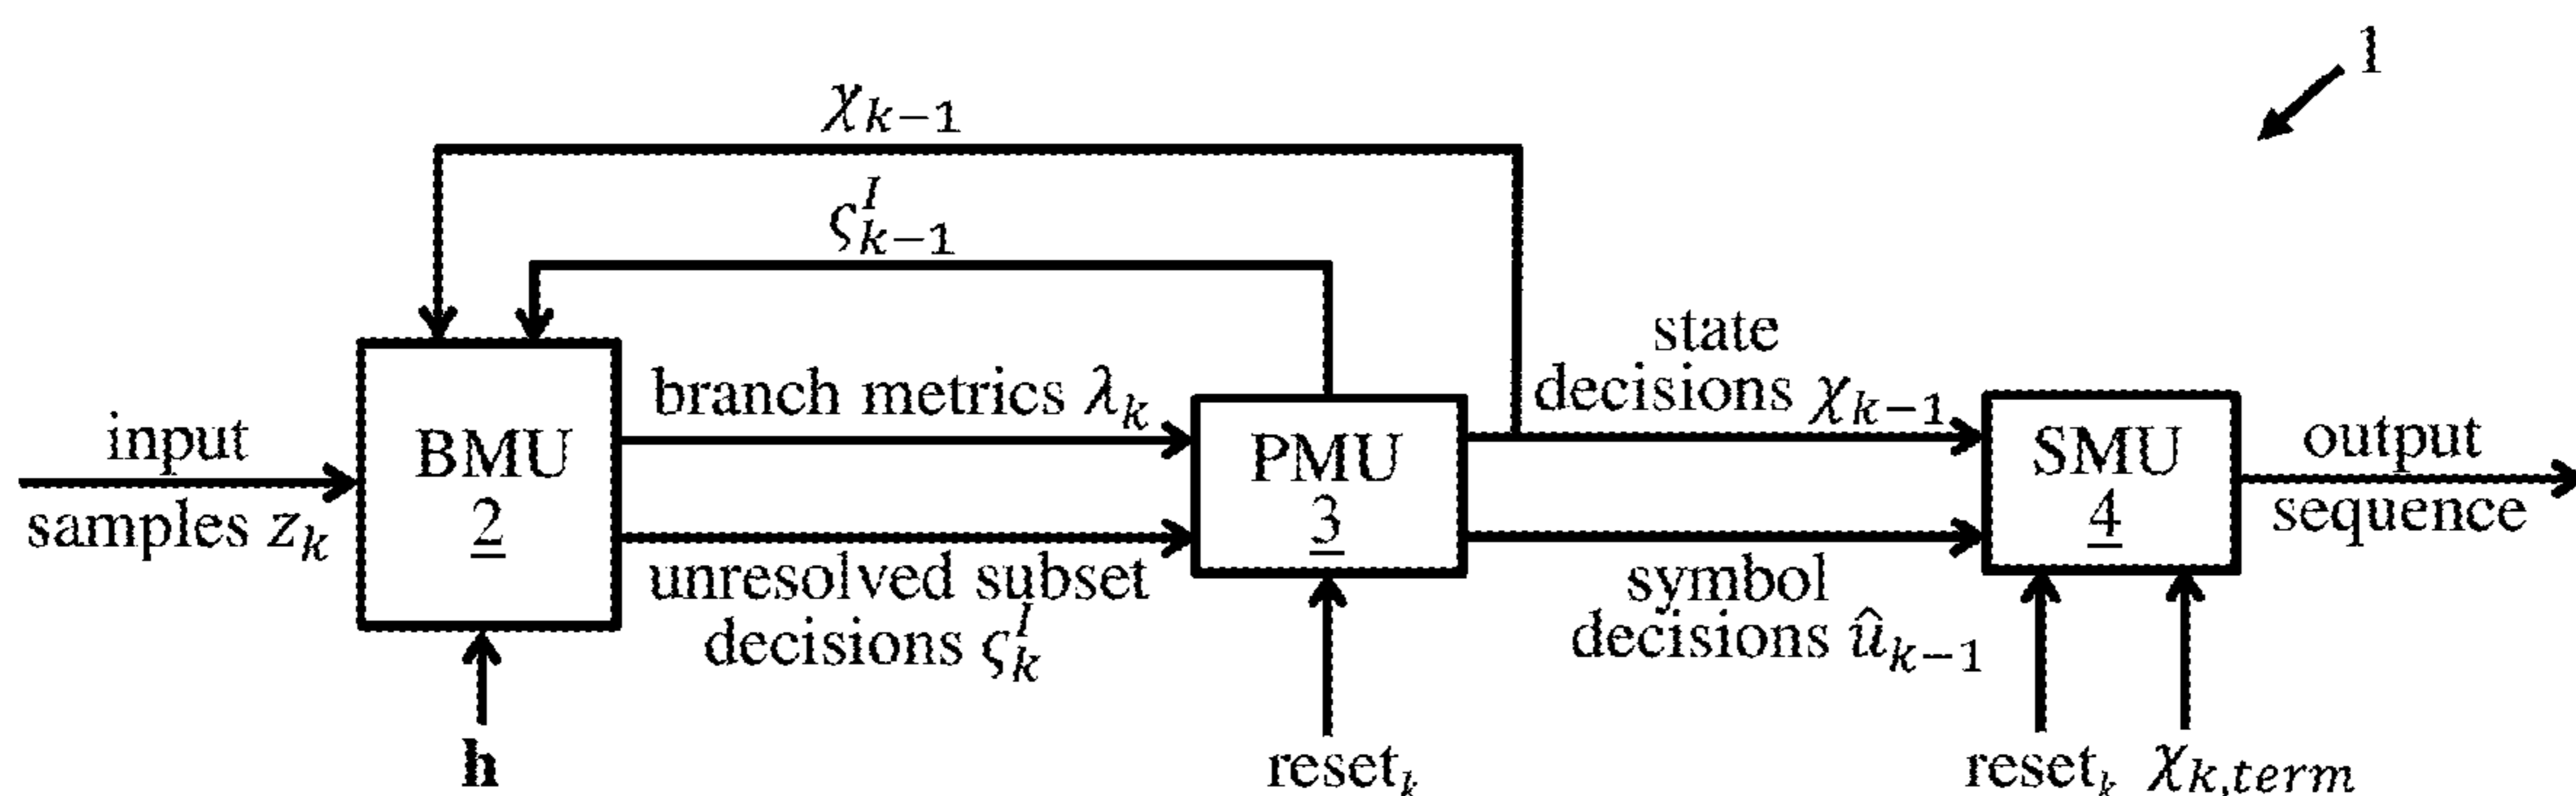 1
χₖ₋₁
ςᴵₖ₋₁
input
samples zₖ
BMU
2
h
branch metrics λₖ
unresolved subset
decisions ςᴵₖ
PMU
3
resetₖ
state
decisions χₖ₋₁
symbol
decisions ûₖ₋₁
SMU
4
resetₖ
χₖ,term
output
sequence